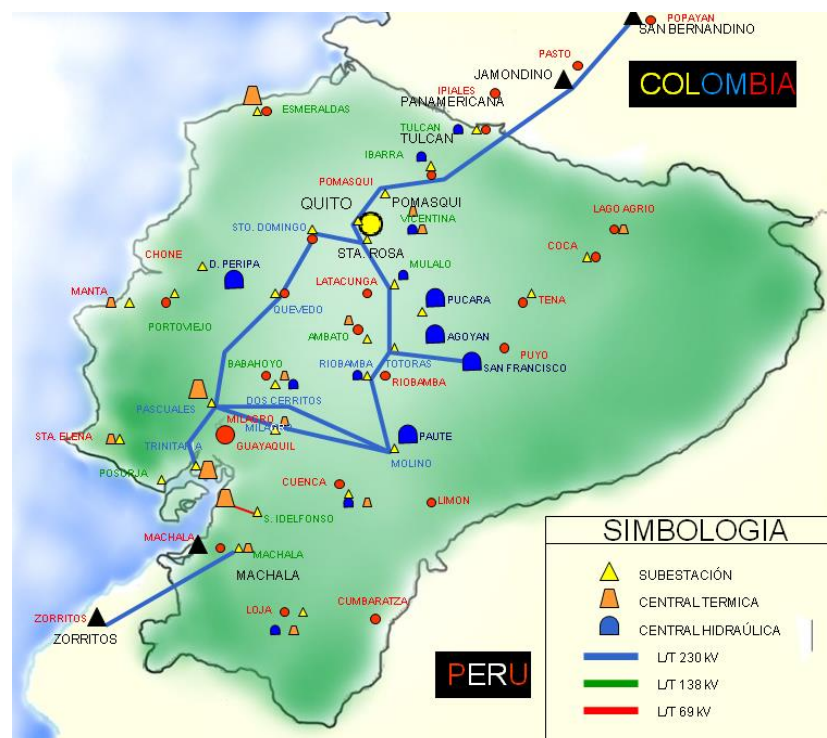 POPAYAN
SAN BERNANDINO
PASTO
JAMONDINO
COLOMBIA
IPIALES
PANAMERICANA
ESMERALDAS
TULCAN
TULCAN
IBARRA
POMASQUI
QUITO
POMASQUI
VICENTINA
LAGO AGRIO
STO. DOMINGO
STA. ROSA
COCA
CHONE
D. PERIPA
MULALO
MANTA
LATACUNGA
PUCARA
TENA
QUEVEDO
PORTOVIEJO
AMBATO
AGOYAN
PUYO
BABAHOYO
RIOBAMBA
TOTORAS
SAN FRANCISCO
RIOBAMBA
DOS CERRITOS
PASCUALES
MILAGRO
MILAGR
STA. ELENA
TRINITARIA
GUAYAQUIL
PAUTE
MOLINO
POSORJA
CUENCA
LIMON
S. IDELFONSO
MACHALA
MACHALA
MACHALA
LOJA
CUMBARATZA
ZORRITOS
ZORRITOS
PERU
SIMBOLOGIA
SUBESTACIÓN
CENTRAL TERMICA
CENTRAL HIDRAÚLICA
L/T 230 kV
L/T 138 kV
L/T 69 kV